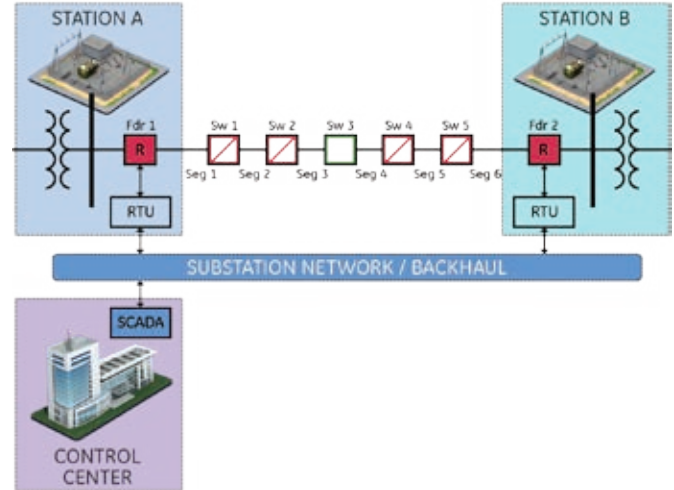 STATION A
STATION B
Fdr 1
Sw 1
Sw 2
Sw 3
Sw 4
Sw 5
Fdr 2
R
R
Seg 1
Seg 2
Seg 3
Seg 4
Seg 5
Seg 6
RTU
RTU
SUBSTATION NETWORK / BACKHAUL
SCADA
CONTROL
CENTER